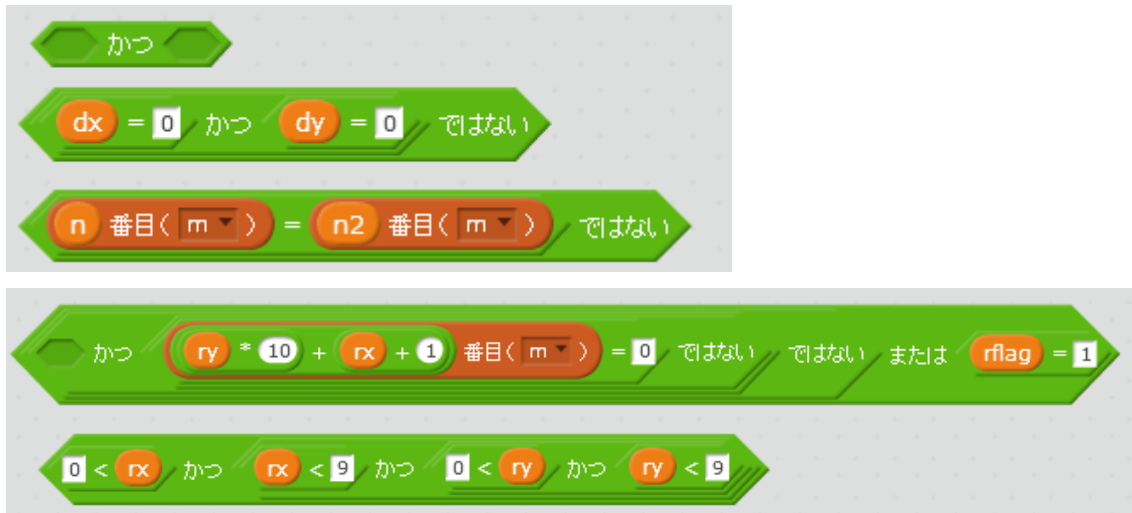 かつ
dx = 0 かつ dy = 0 ではない
n 番目( m ) = n2 番目( m ) ではない
かつ ry * 10 + rx + 1 番目( m ) = 0 ではない ではない または rflag = 1
0 < rx かつ rx < 9 かつ 0 < ry かつ ry < 9